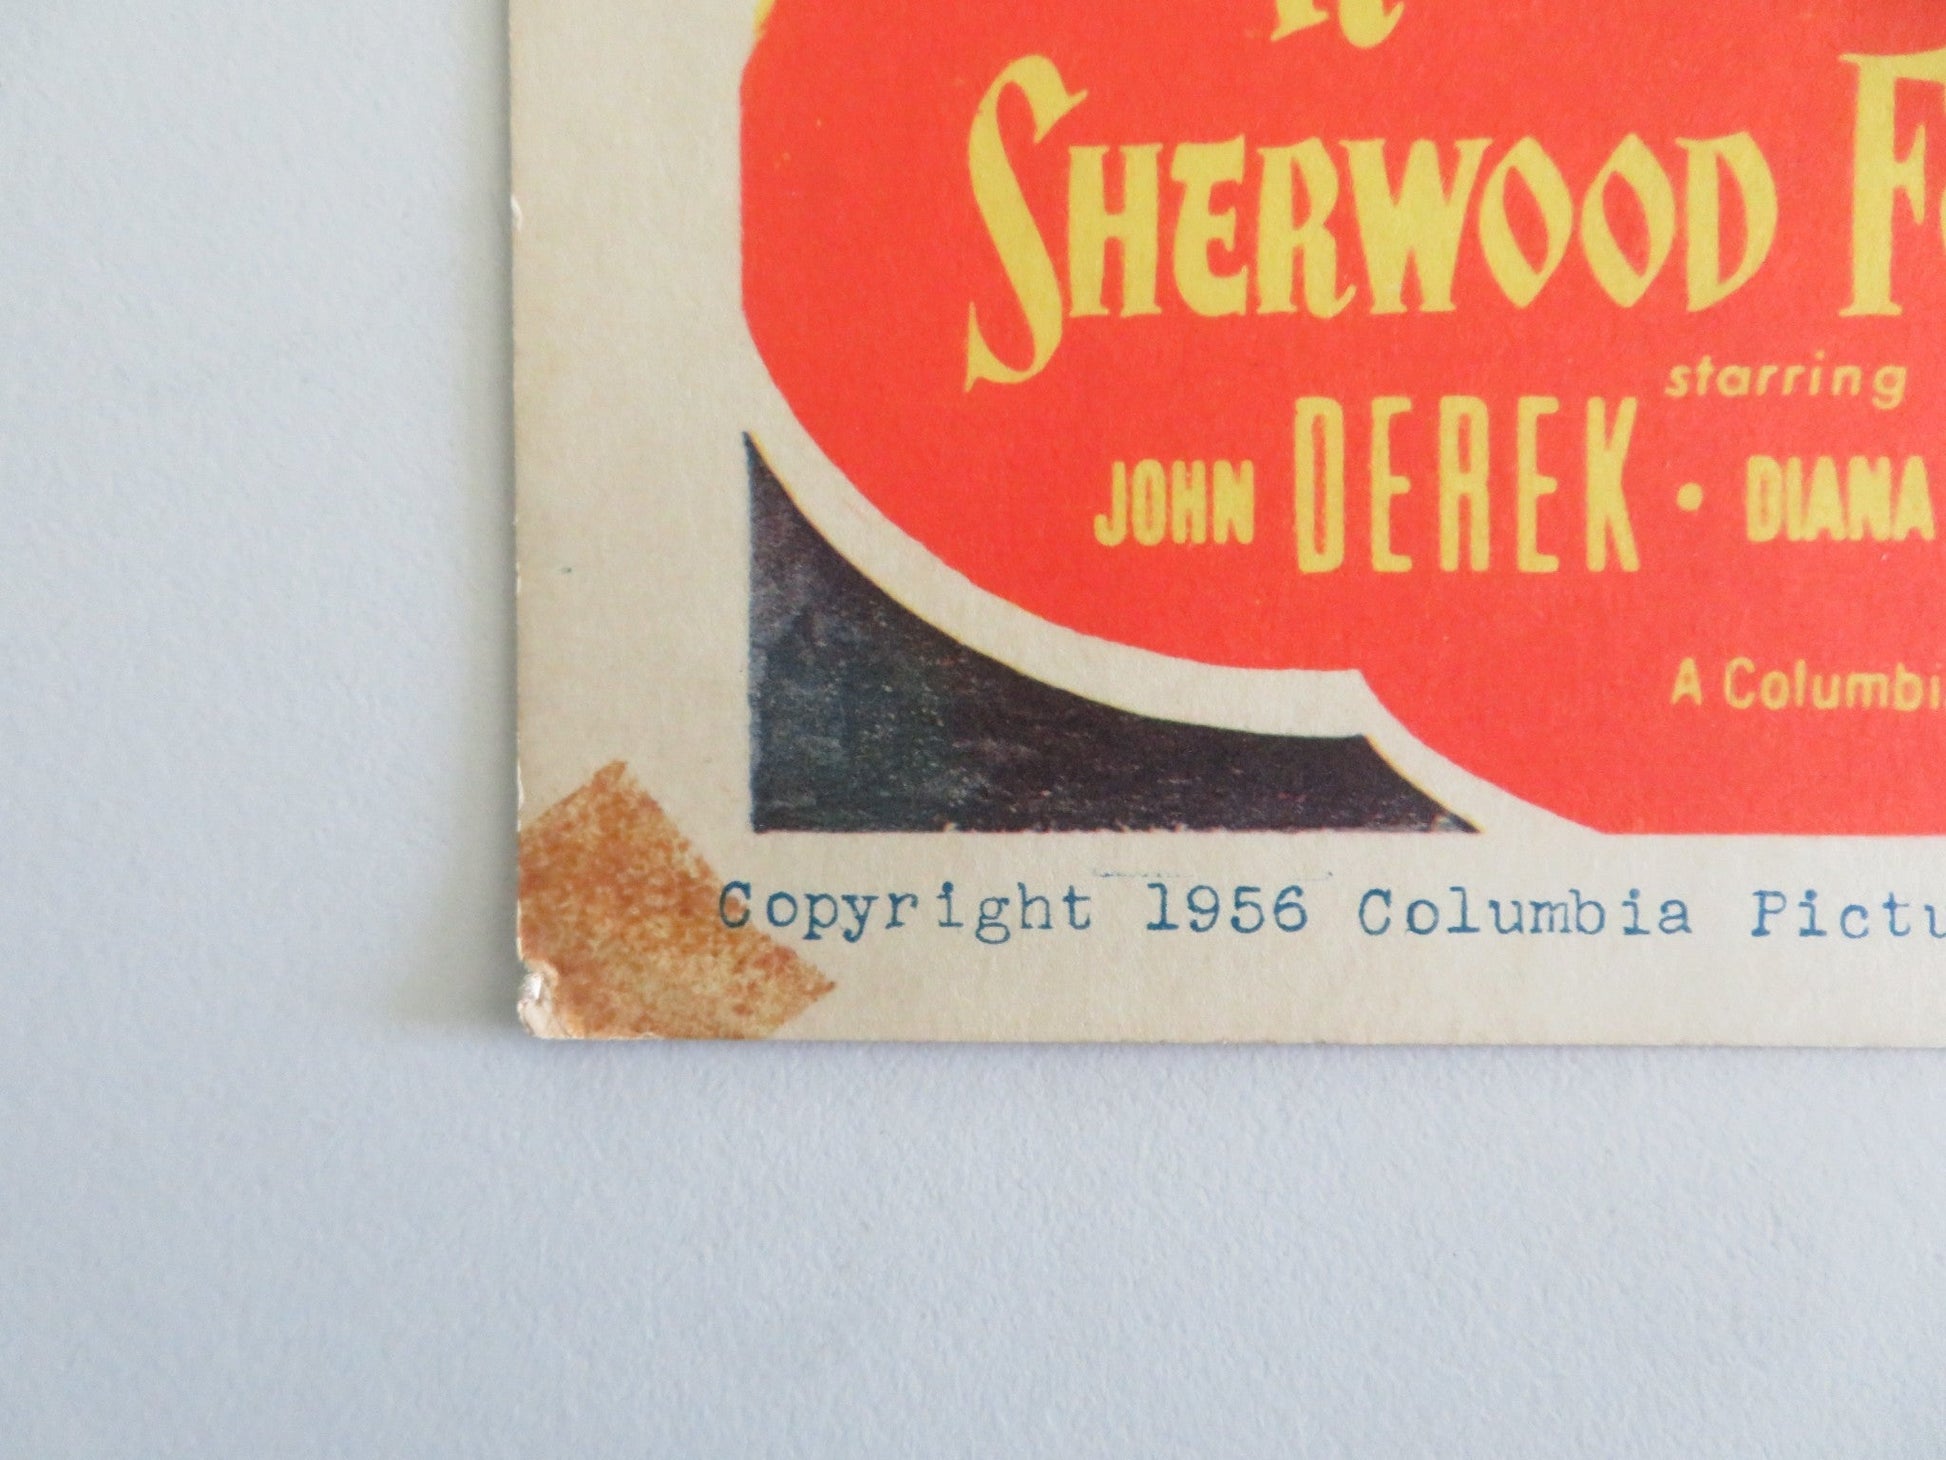 SHERWOOD
starring
JOHN DEREK • DIANA
A Columbi
Copyright 1956 Columbia Pictu